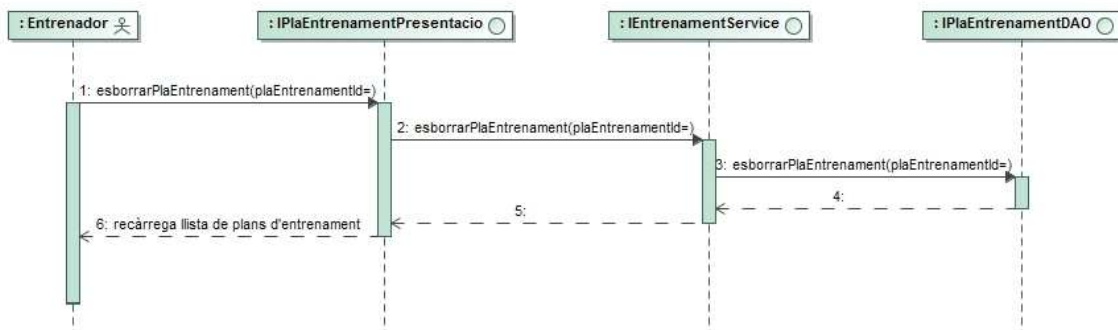 : Entrenador
: IPlaEntrenamentPresentacio
: IEntrenamentService
: IPlaEntrenamentDAO
1: esborrarPlaEntrenament(plaEntrenamentId=)
2: esborrarPlaEntrenament(plaEntrenamentId=)
3: esborrarPlaEntrenament(plaEntrenamentId=)
4:
5:
6: recàrrega llista de plans d'entrenament